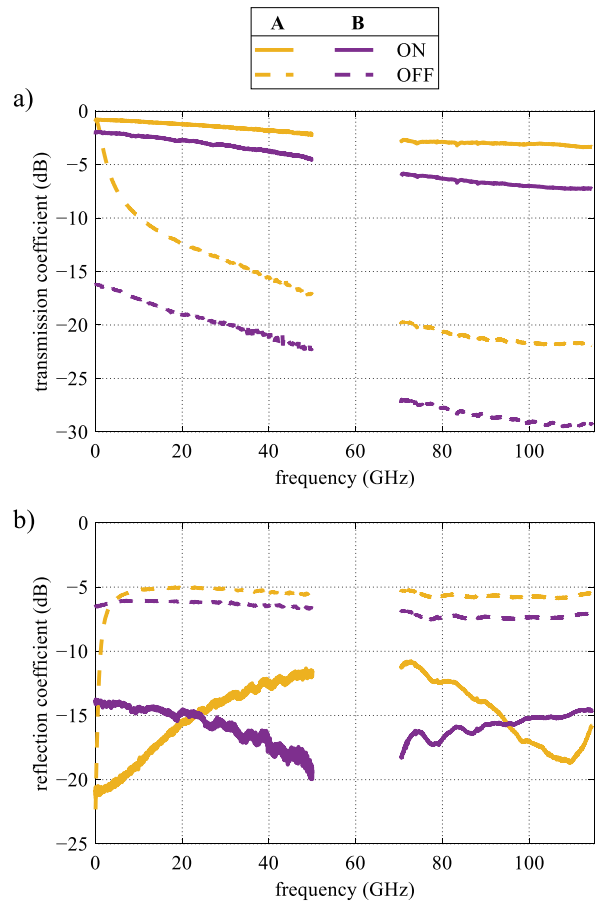 A B
ON
OFF
a)
0
−5
−10
−15
−20
−25
−30
transmission coefficient (dB)
0 20 40 60 80 100
frequency (GHz)
b)
0
−5
−10
−15
−20
−25
reflection coefficient (dB)
0 20 40 60 80 100
frequency (GHz)